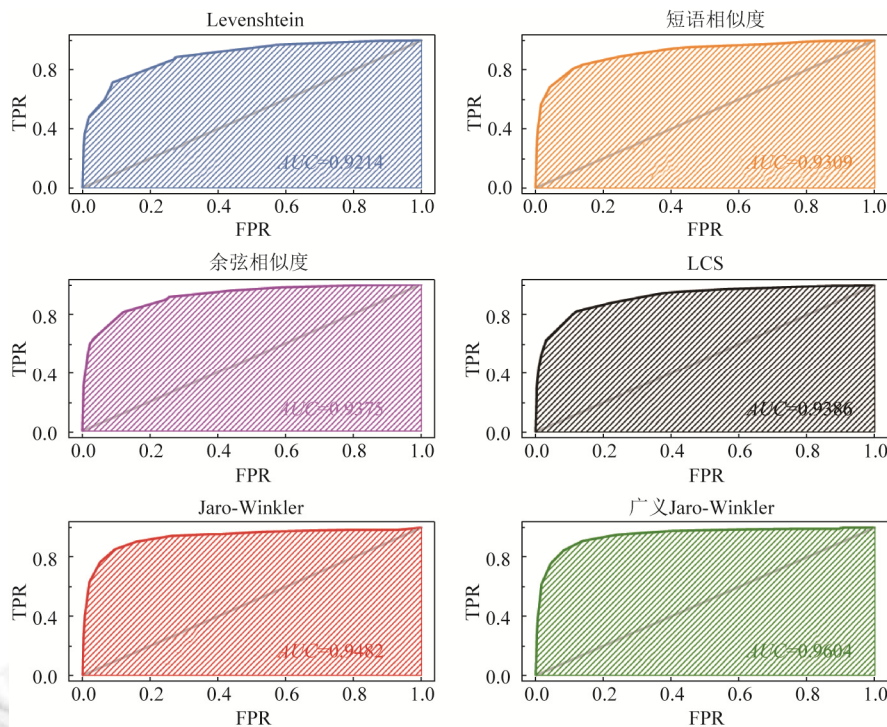 Levenshtein
TPR
0.8
0.4
0.0
AUC=0.9214
0.0 0.2 0.4 0.6 0.8 1.0
FPR
短语相似度
TPR
0.8
0.4
0.0
AUC=0.9309
0.0 0.2 0.4 0.6 0.8 1.0
FPR
余弦相似度
TPR
0.8
0.4
0.0
AUC=0.9375
0.0 0.2 0.4 0.6 0.8 1.0
FPR
LCS
TPR
0.8
0.4
0.0
AUC=0.9386
0.0 0.2 0.4 0.6 0.8 1.0
FPR
Jaro-Winkler
TPR
0.8
0.4
0.0
AUC=0.9482
0.0 0.2 0.4 0.6 0.8 1.0
FPR
广义Jaro-Winkler
TPR
0.8
0.4
0.0
AUC=0.9604
0.0 0.2 0.4 0.6 0.8 1.0
FPR